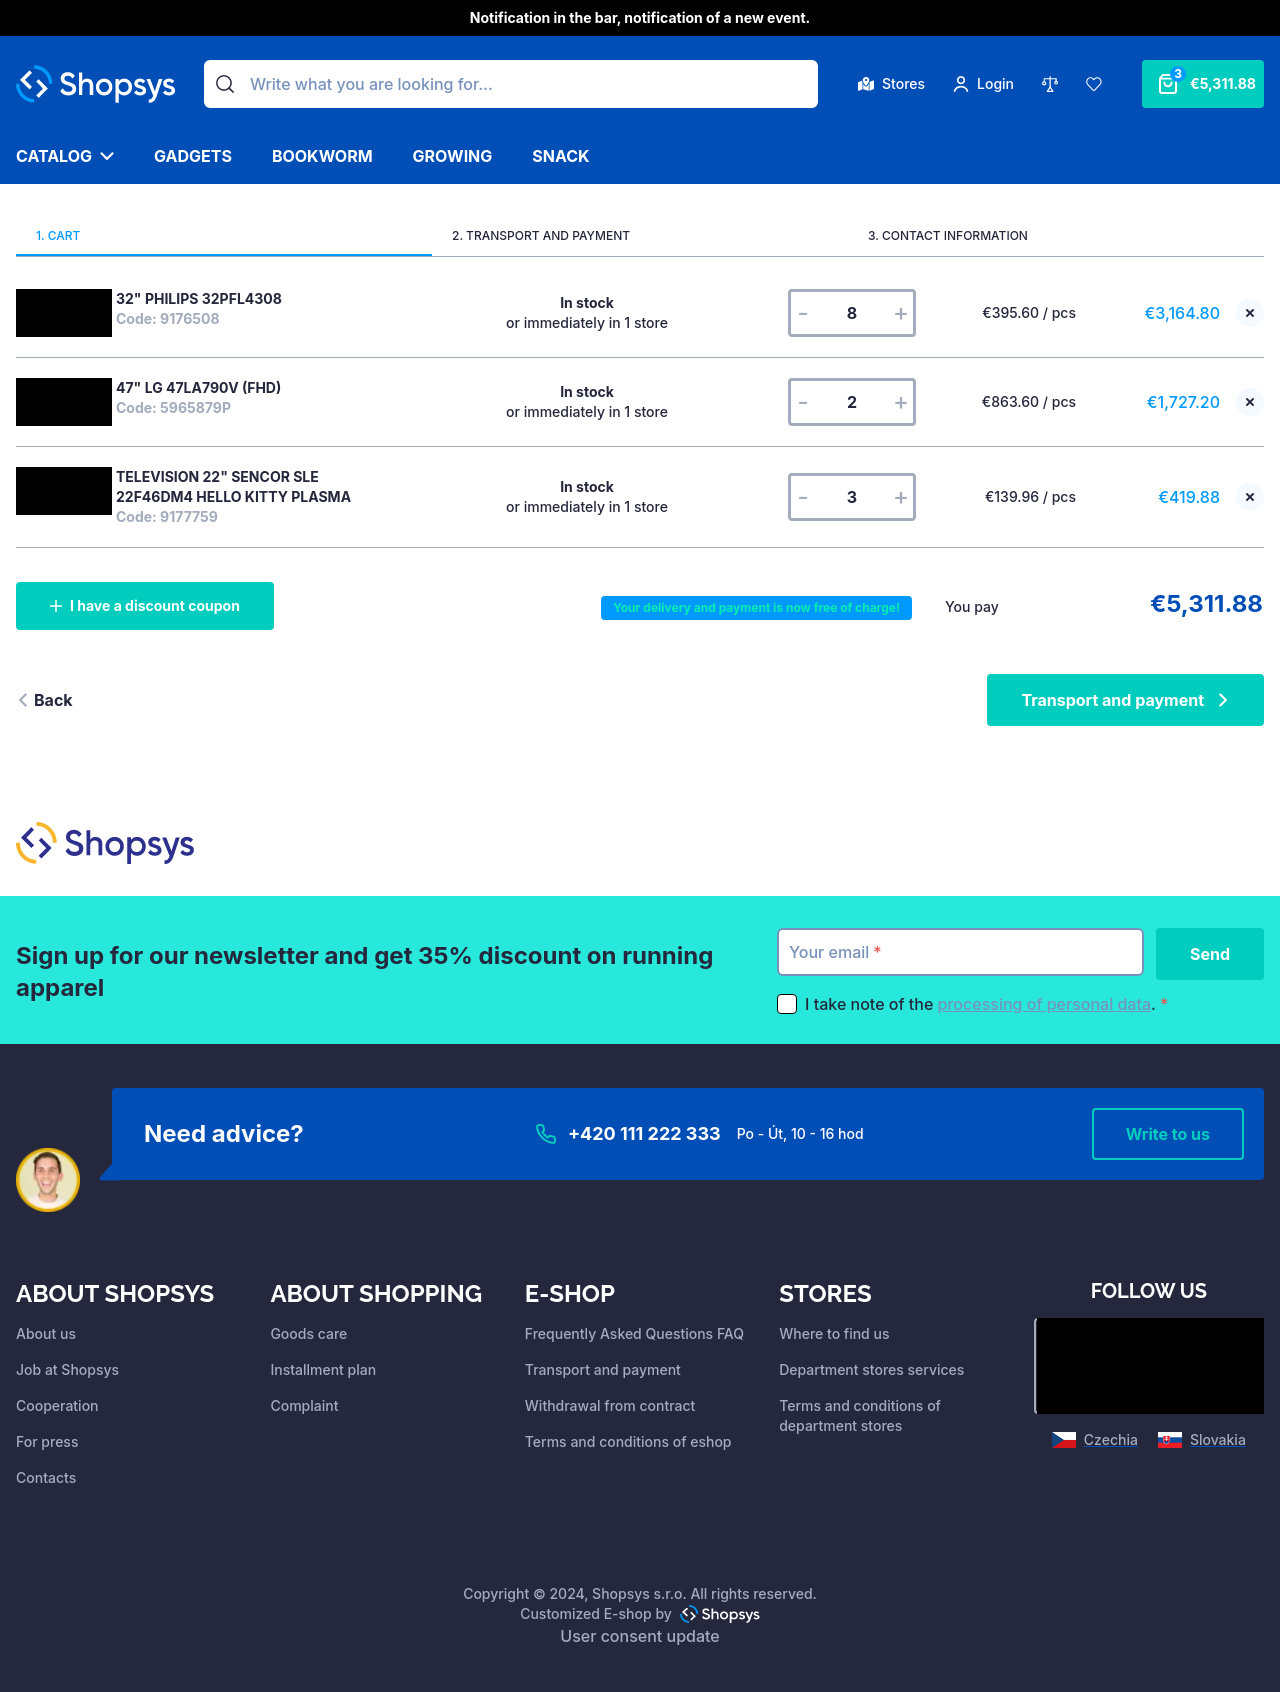 Notification in the bar, notification of a new event.
Shopsys
Write what you are looking for...
Stores
Login
3
€5,311.88
CATALOG
GADGETS
BOOKWORM
GROWING
SNACK
1. CART
2. TRANSPORT AND PAYMENT
3. CONTACT INFORMATION
32" PHILIPS 32PFL4308
Code: 9176508
In stock
or immediately in 1 store
- 8 +
€395.60 / pcs
€3,164.80
47" LG 47LA790V (FHD)
Code: 5965879P
In stock
or immediately in 1 store
- 2 +
€863.60 / pcs
€1,727.20
TELEVISION 22" SENCOR SLE
22F46DM4 HELLO KITTY PLASMA
Code: 9177759
In stock
or immediately in 1 store
- 3 +
€139.96 / pcs
€419.88
I have a discount coupon
Your delivery and payment is now free of charge!
You pay
€5,311.88
Back
Transport and payment
Shopsys
Sign up for our newsletter and get 35% discount on running
apparel
Your email *
Send
I take note of the processing of personal data. *
Need advice?
+420 111 222 333
Po - Út, 10 - 16 hod
Write to us
ABOUT SHOPSYS
About us
Job at Shopsys
Cooperation
For press
Contacts
ABOUT SHOPPING
Goods care
Installment plan
Complaint
E-SHOP
Frequently Asked Questions FAQ
Transport and payment
Withdrawal from contract
Terms and conditions of eshop
STORES
Where to find us
Department stores services
Terms and conditions of
department stores
FOLLOW US
Czechia
Slovakia
Copyright © 2024, Shopsys s.r.o. All rights reserved.
Customized E-shop by Shopsys
User consent update